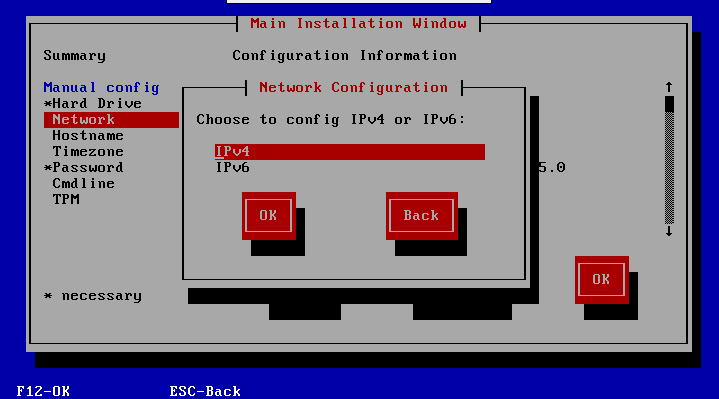 Main Installation Window
Summary
Configuration Information
Manual config
*Hard Drive
Network
Hostname
Timezone
*Password
Cmdline
TPM
Network Configuration
Choose to config IPv4 or IPv6:
IPv4
IPv6
OK
Back
5.0
OK
* necessary
F12-OK
ESC-Back